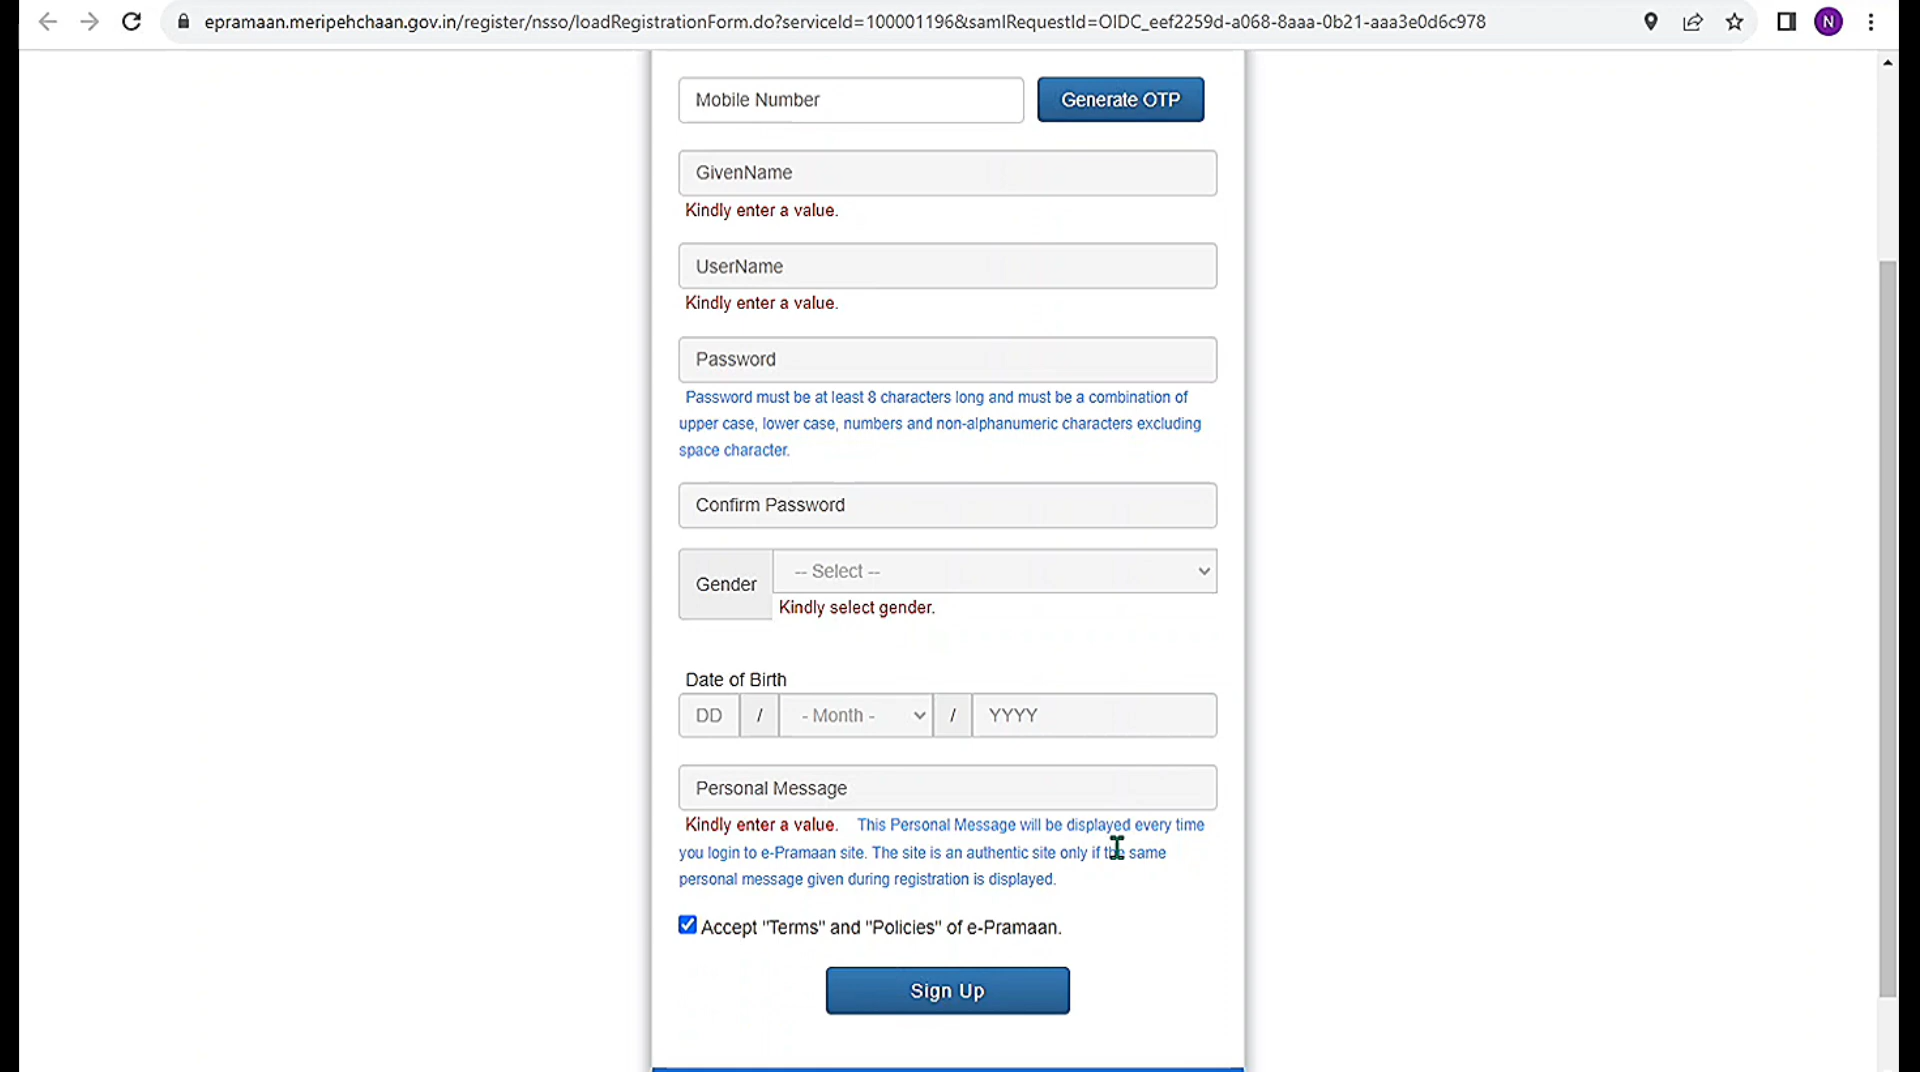 epramaan.meripehchaan.gov.in/register/nsso/loadRegistrationForm.do?serviceId=100001196&samlRequestId=OIDC_eef2259d-a068-8aaa-0b21-aaa3e0d6c978
N
Mobile Number
Generate OTP
GivenName
Kindly enter a value.
UserName
Kindly enter a value.
Password
Password must be at least 8 characters long and must be a combination of
upper case, lower case, numbers and non-alphanumeric characters excluding
space character.
Confirm Password
Gender
-- Select --
Kindly select gender.
Date of Birth
DD / - Month - / YYYY
Personal Message
Kindly enter a value. This Personal Message will be displayed every time
you login to e-Pramaan site. The site is an authentic site only if the same
personal message given during registration is displayed.
Accept "Terms" and "Policies" of e-Pramaan.
Sign Up